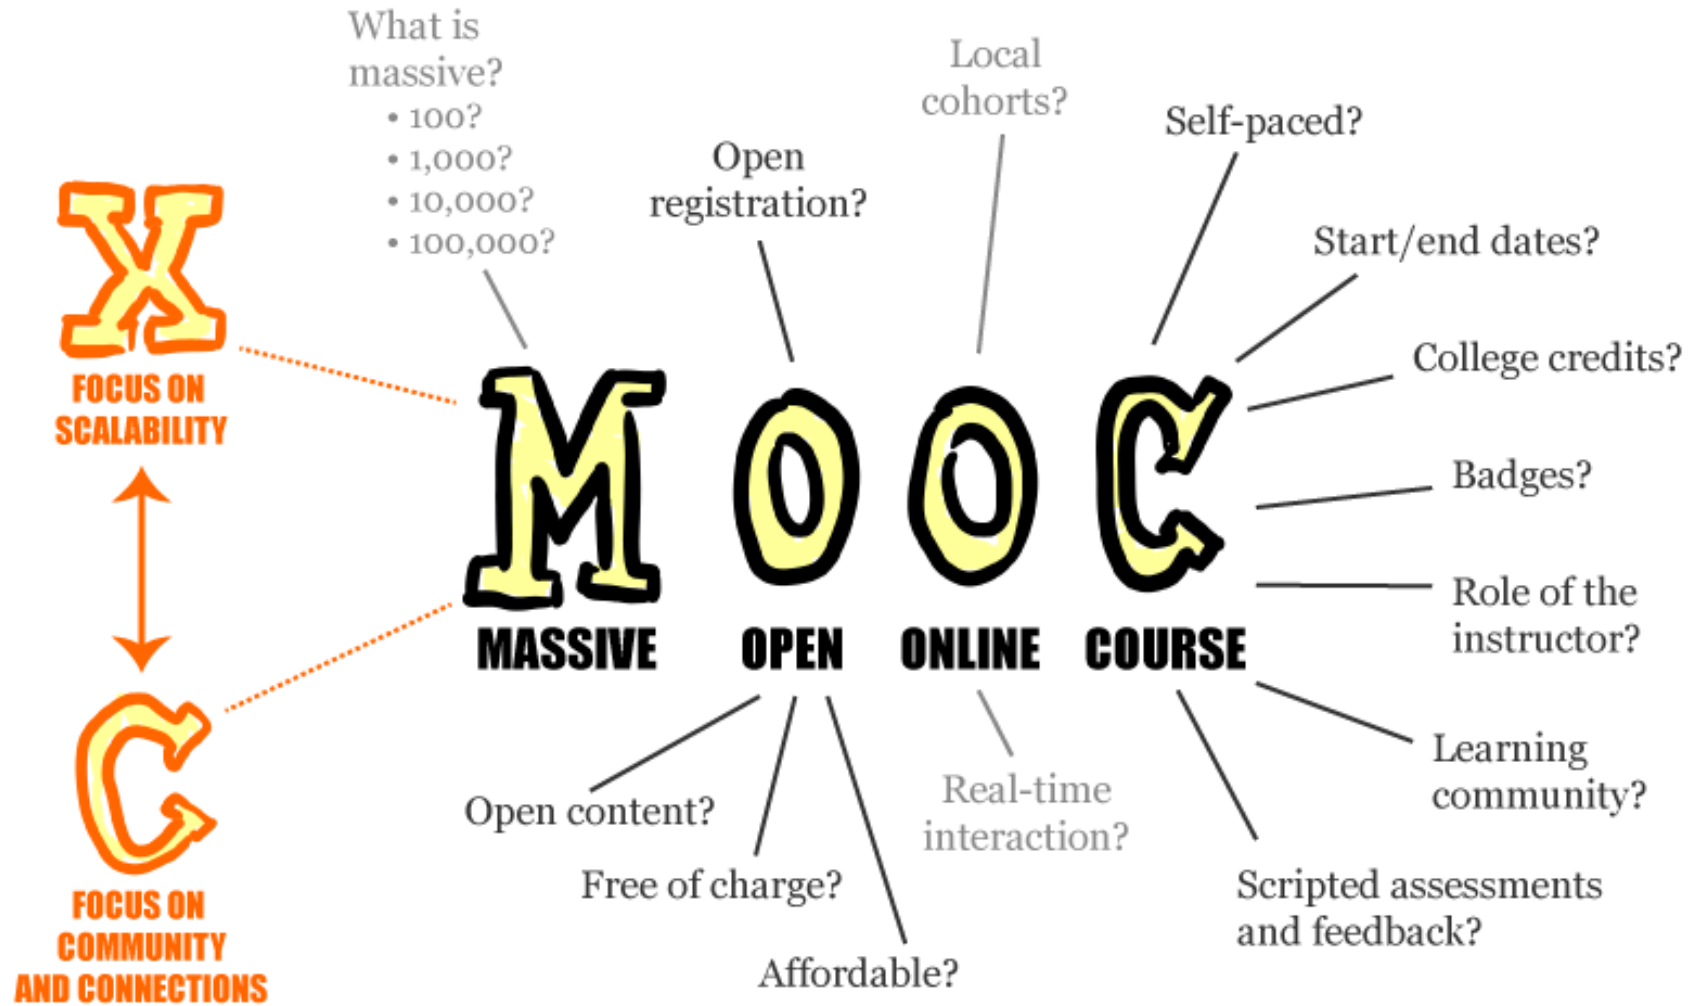 What is
massive?
• 100?
• 1,000?
• 10,000?
• 100,000?
Open
registration?
Local
cohorts?
Self-paced?
Start/end dates?
College credits?
Badges?
Role of the
instructor?
Learning
community?
Scripted assessments
and feedback?
X
FOCUS ON
SCALABILITY
C
FOCUS ON
COMMUNITY
AND CONNECTIONS
MOOC
MASSIVE OPEN ONLINE COURSE
Open content?
Free of charge?
Affordable?
Real-time
interaction?